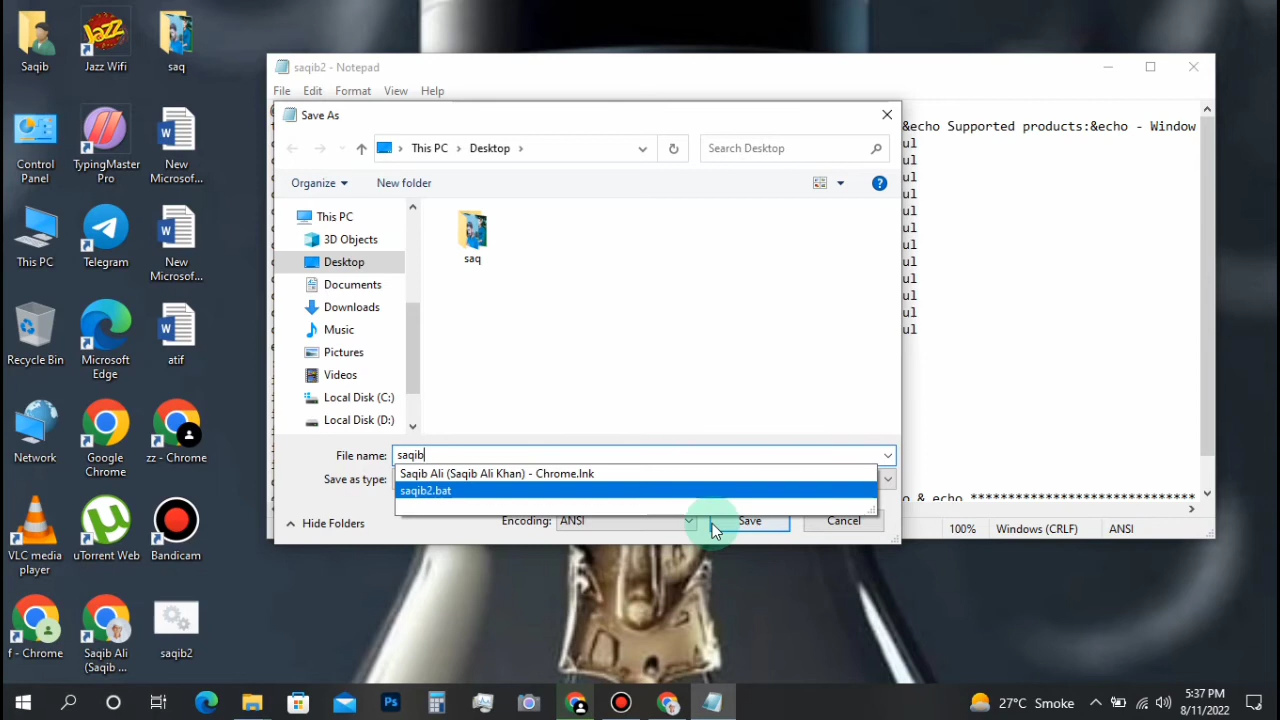 Saqib
Jazz Wifi
saq
Control
Panel
TypingMaster
Pro
New
Microsof...
This PC
Telegram
New
Microsof...
Recycle Bin
Microsoft
Edge
atif
Network
Google
Chrome
zz - Chrome
VLC media
player
uTorrent Web
Bandicam
f - Chrome
Saqib Ali
(Saqib ...
saqib2
saqib2 - Notepad
File Edit Format View Help
&echo Supported products:&echo - Window
ul
ul
ul
ul
ul
ul
ul
ul
ul
ul
ul
ul
& echo ****************************
100% Windows (CRLF) ANSI
Save As
This PC > Desktop >
Search Desktop
Organize New folder
This PC
3D Objects
Desktop
Documents
Downloads
Music
Pictures
Videos
Local Disk (C:)
Local Disk (D:)
saq
File name: saqib
Save as type:
Saqib Ali (Saqib Ali Khan) - Chrome.lnk
saqib2.bat
Hide Folders
Encoding: ANSI
Save Cancel
27°C Smoke
5:37 PM
8/11/2022